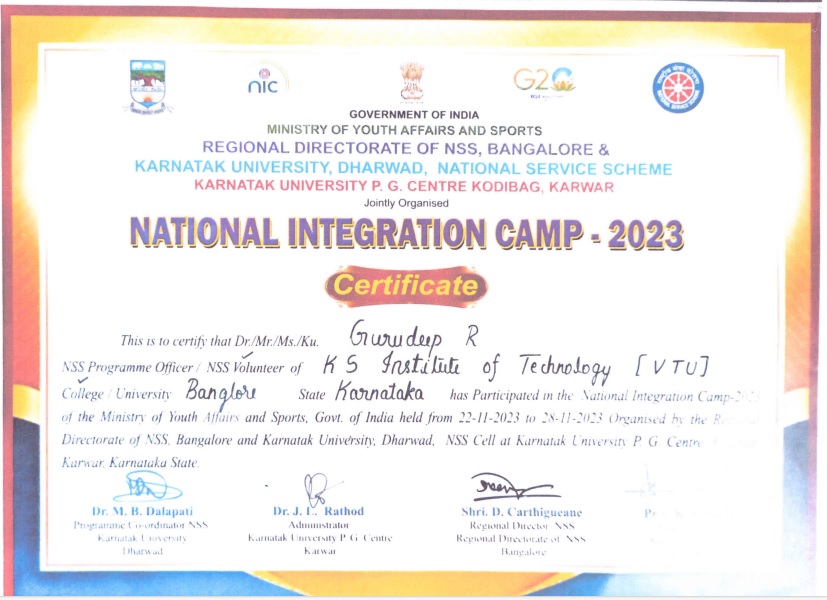 nic
G20
GOVERNMENT OF INDIA
MINISTRY OF YOUTH AFFAIRS AND SPORTS
REGIONAL DIRECTORATE OF NSS, BANGALORE &
KARNATAK UNIVERSITY, DHARWAD, NATIONAL SERVICE SCHEME
KARNATAK UNIVERSITY P. G. CENTRE KODIBAG, KARWAR
Jointly Organised
NATIONAL INTEGRATION CAMP - 2023
Certificate
This is to certify that Dr./Mr./Ms./Ku. Gurudeep R
NSS Programme Officer / NSS Volunteer of K S Institute of Technology [VTU]
College / University Banglore State Karnataka has Participated in the National Integration Camp-
of the Ministry of Youth Affairs and Sports, Govt. of India held from 22-11-2023 to 28-11-2023 Organised by the
Directorate of NSS, Bangalore and Karnatak University, Dharwad, NSS Cell at Karnatak University P. G. Centre
Karwar, Karnataka State.
Dr. M. B. Dalapati Dr. J. L. Rathod Shri. D. Carthigueane
Programme Co-ordinator NSS Administrator Regional Director NSS
Karnatak University Karnatak University P. G. Centre Regional Directorate of NSS
Dharwad Karwar Bangalore